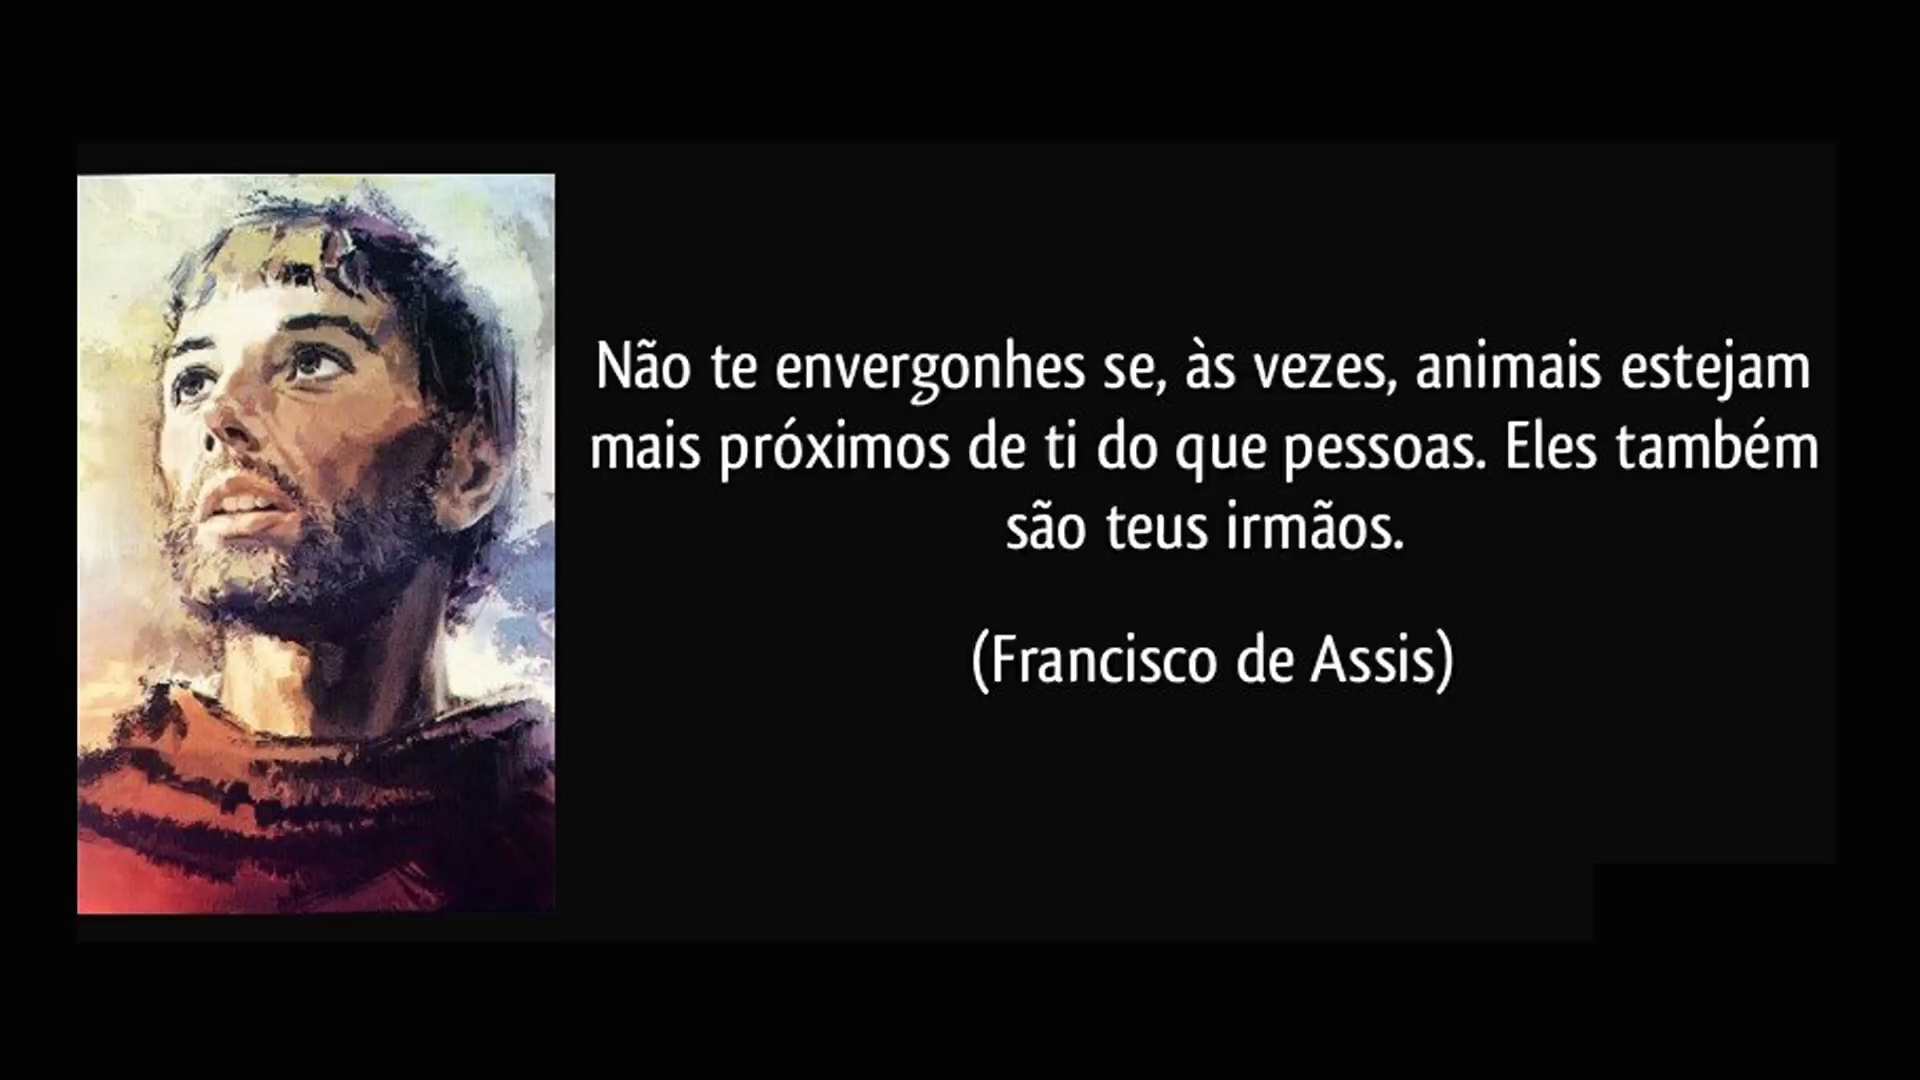 Não te envergonhes se, às vezes, animais estejam
mais próximos de ti do que pessoas. Eles também
são teus irmãos.
(Francisco de Assis)